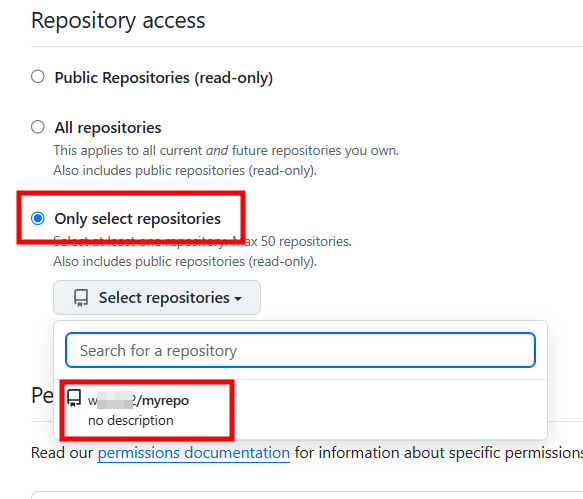 Repository access
Public Repositories (read-only)
All repositories
This applies to all current and future repositories you own.
Also includes public repositories (read-only).
Only select repositories
Select at least one repository. Max 50 repositories.
Also includes public repositories (read-only).
Select repositories
Search for a repository
/myrepo
no description
Read our permissions documentation for information about specific permissions